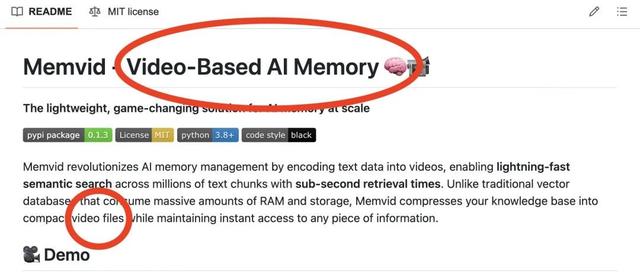 README MIT license
Memvid - Video-Based AI Memory
The lightweight, game-changing solution for AI memory at scale
pypi package 0.1.3 License MIT python 3.8+ code style black
Memvid revolutionizes AI memory management by encoding text data into videos, enabling lightning-fast
semantic search across millions of text chunks with sub-second retrieval times. Unlike traditional vector
databases that consume massive amounts of RAM and storage, Memvid compresses your knowledge base into
compact video files while maintaining instant access to any piece of information.
Demo